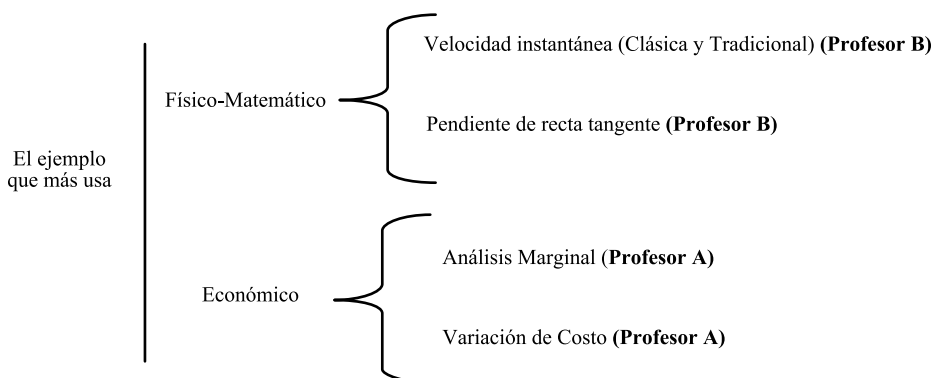 Velocidad instantánea (Clásica y Tradicional) (Profesor B)
Físico-Matemático
Pendiente de recta tangente (Profesor B)
El ejemplo
que más usa
Análisis Marginal (Profesor A)
Económico
Variación de Costo (Profesor A)